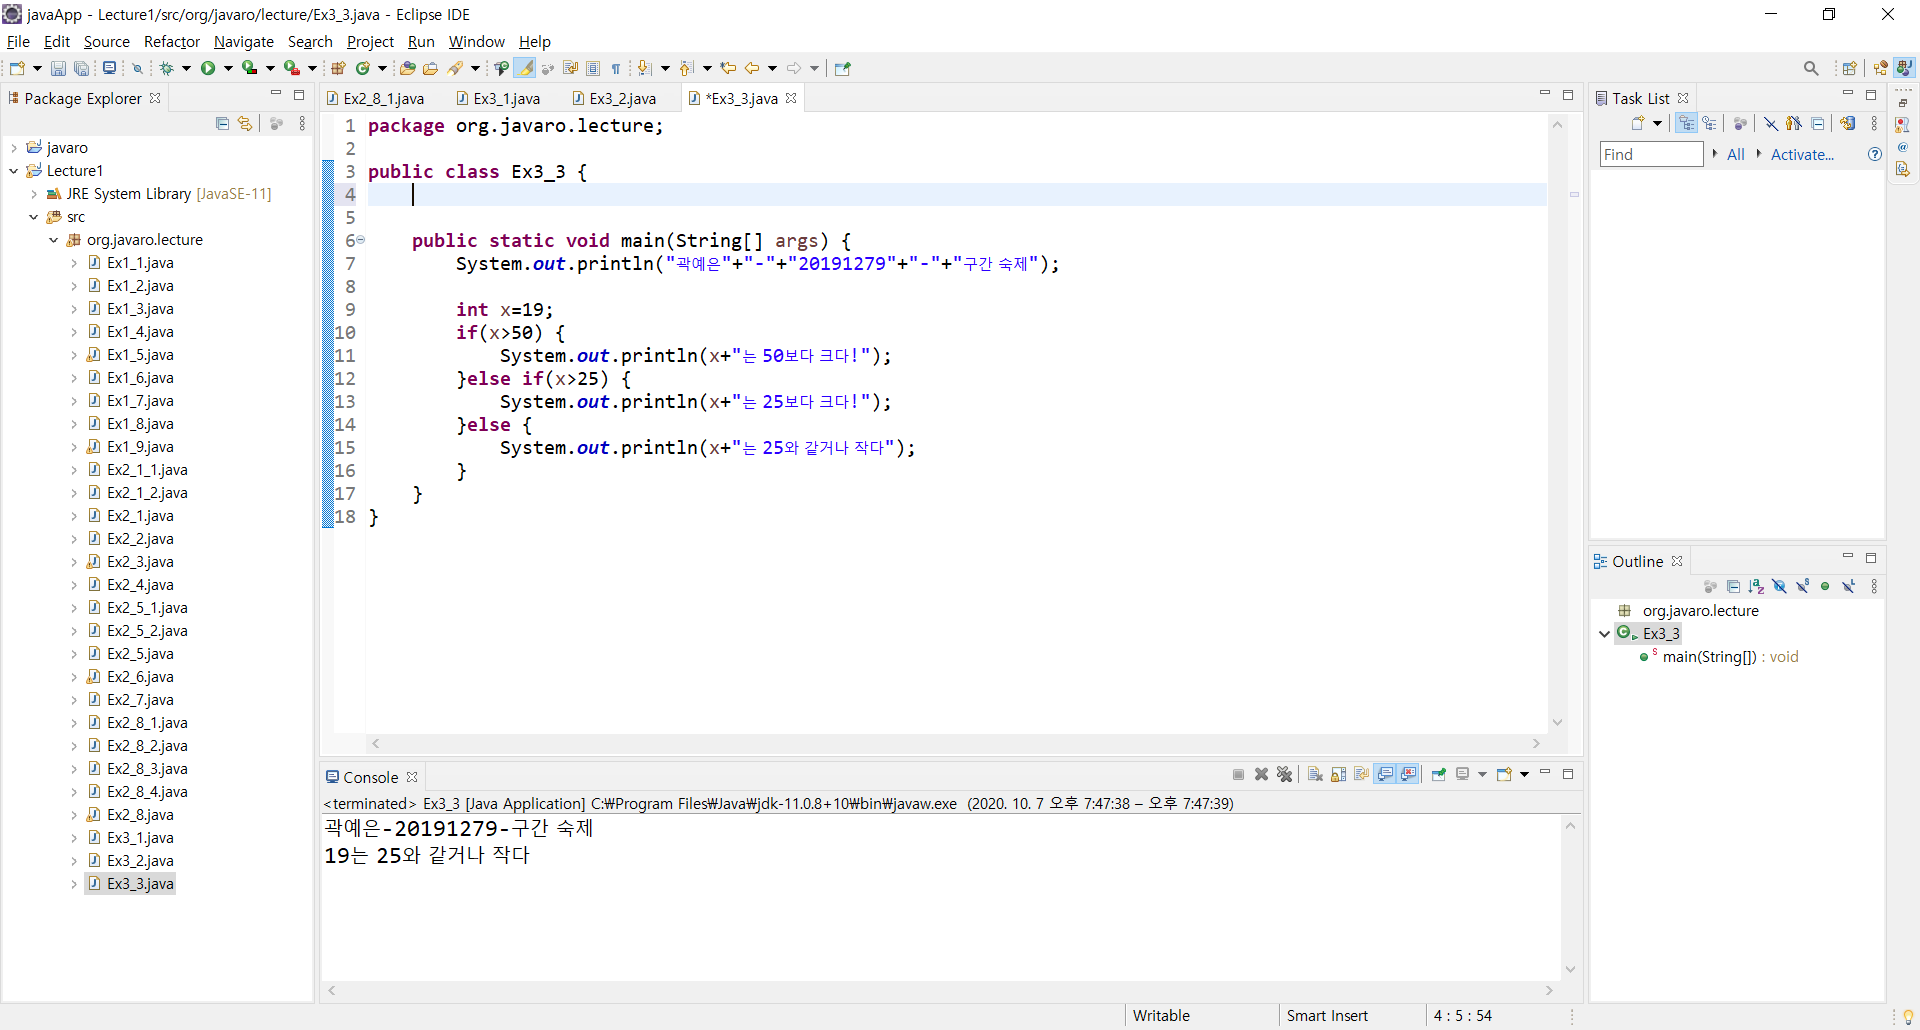 javaApp - Lecture1/src/org/javaro/lecture/Ex3_3.java - Eclipse IDE
File Edit Source Refactor Navigate Search Project Run Window Help
Package Explorer
javaro
Lecture1
JRE System Library [JavaSE-11]
src
org.javaro.lecture
Ex1_1.java
Ex1_2.java
Ex1_3.java
Ex1_4.java
Ex1_5.java
Ex1_6.java
Ex1_7.java
Ex1_8.java
Ex1_9.java
Ex2_1_1.java
Ex2_1_2.java
Ex2_1.java
Ex2_2.java
Ex2_3.java
Ex2_4.java
Ex2_5_1.java
Ex2_5_2.java
Ex2_5.java
Ex2_6.java
Ex2_7.java
Ex2_8_1.java
Ex2_8_2.java
Ex2_8_3.java
Ex2_8_4.java
Ex2_8.java
Ex3_1.java
Ex3_2.java
Ex3_3.java
Ex2_8_1.java Ex3_1.java Ex3_2.java *Ex3_3.java
1 package org.javaro.lecture;
2
3 public class Ex3_3 {
4
5
6 public static void main(String[] args) {
7 System.out.println("곽예은"+"-"+"20191279"+"-"+"구간 숙제");
8
9 int x=19;
10 if(x>50) {
11 System.out.println(x+"는 50보다 크다!");
12 }else if(x>25) {
13 System.out.println(x+"는 25보다 크다!");
14 }else {
15 System.out.println(x+"는 25와 같거나 작다");
16 }
17 }
18 }
Console
<terminated> Ex3_3 [Java Application] C:₩Program Files₩Java₩jdk-11.0.8+10₩bin₩javaw.exe (2020. 10. 7 오후 7:47:38 – 오후 7:47:39)
곽예은-20191279-구간 숙제
19는 25와 같거나 작다
Task List
Find All Activate...
Outline
org.javaro.lecture
Ex3_3
main(String[]) : void
Writable Smart Insert 4 : 5 : 54